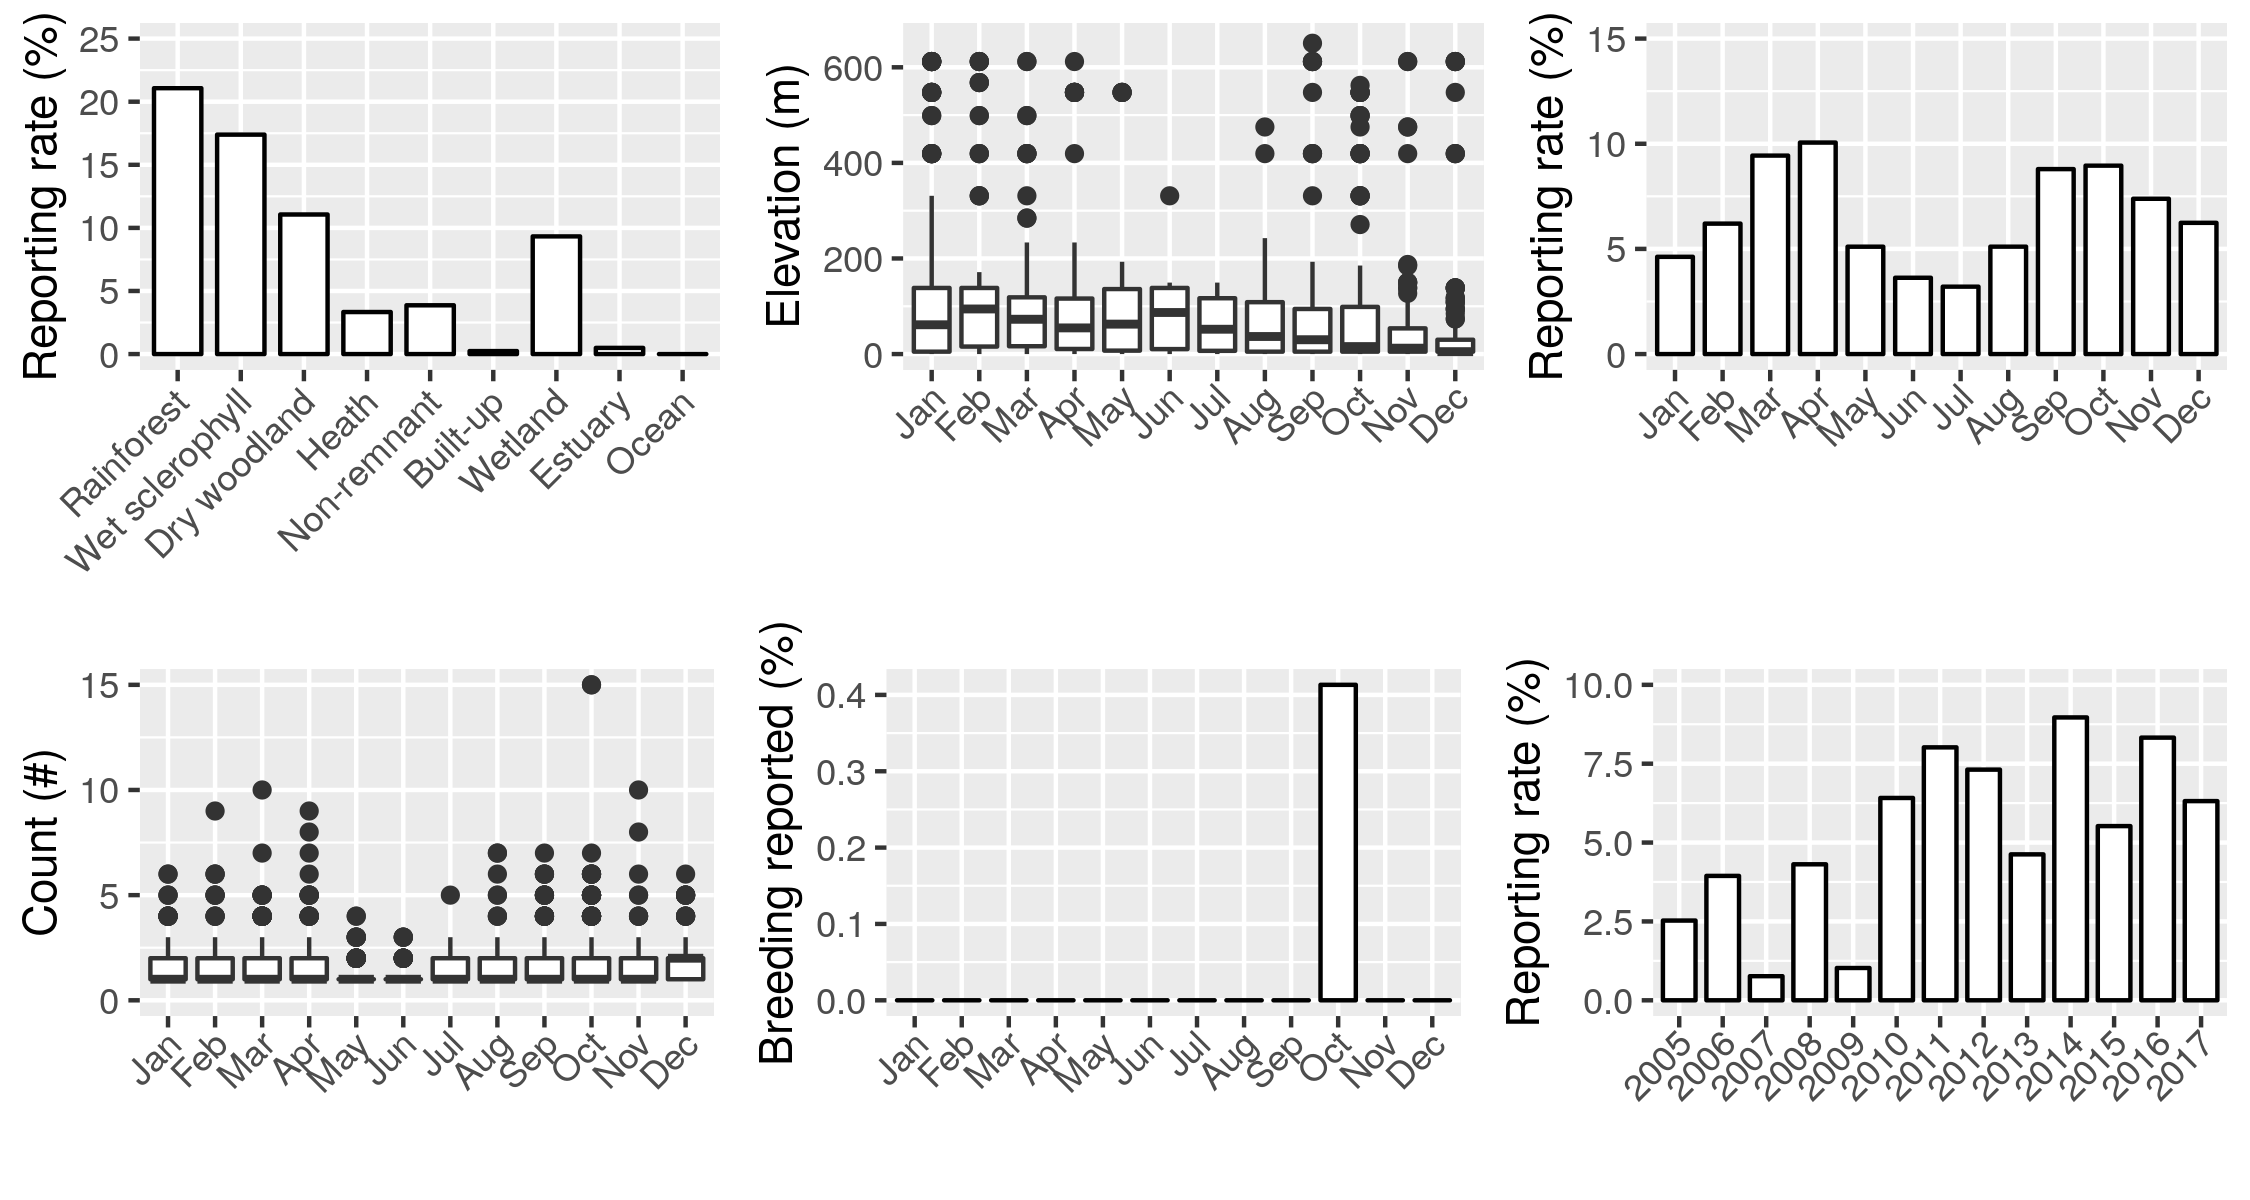 Reporting rate (%)
25
20
15
10
5
0
Rainforest
Wet sclerophyll
Dry woodland
Heath
Non-remnant
Built-up
Wetland
Estuary
Ocean
Elevation (m)
600
400
200
0
Jan
Feb
Mar
Apr
May
Jun
Jul
Aug
Sep
Oct
Nov
Dec
Reporting rate (%)
15
10
5
0
Jan
Feb
Mar
Apr
May
Jun
Jul
Aug
Sep
Oct
Nov
Dec
Count (#)
15
10
5
0
Jan
Feb
Mar
Apr
May
Jun
Jul
Aug
Sep
Oct
Nov
Dec
Breeding reported (%)
0.4
0.3
0.2
0.1
0.0
Jan
Feb
Mar
Apr
May
Jun
Jul
Aug
Sep
Oct
Nov
Dec
Reporting rate (%)
10.0
7.5
5.0
2.5
0.0
2005
2006
2007
2008
2009
2010
2011
2012
2013
2014
2015
2016
2017